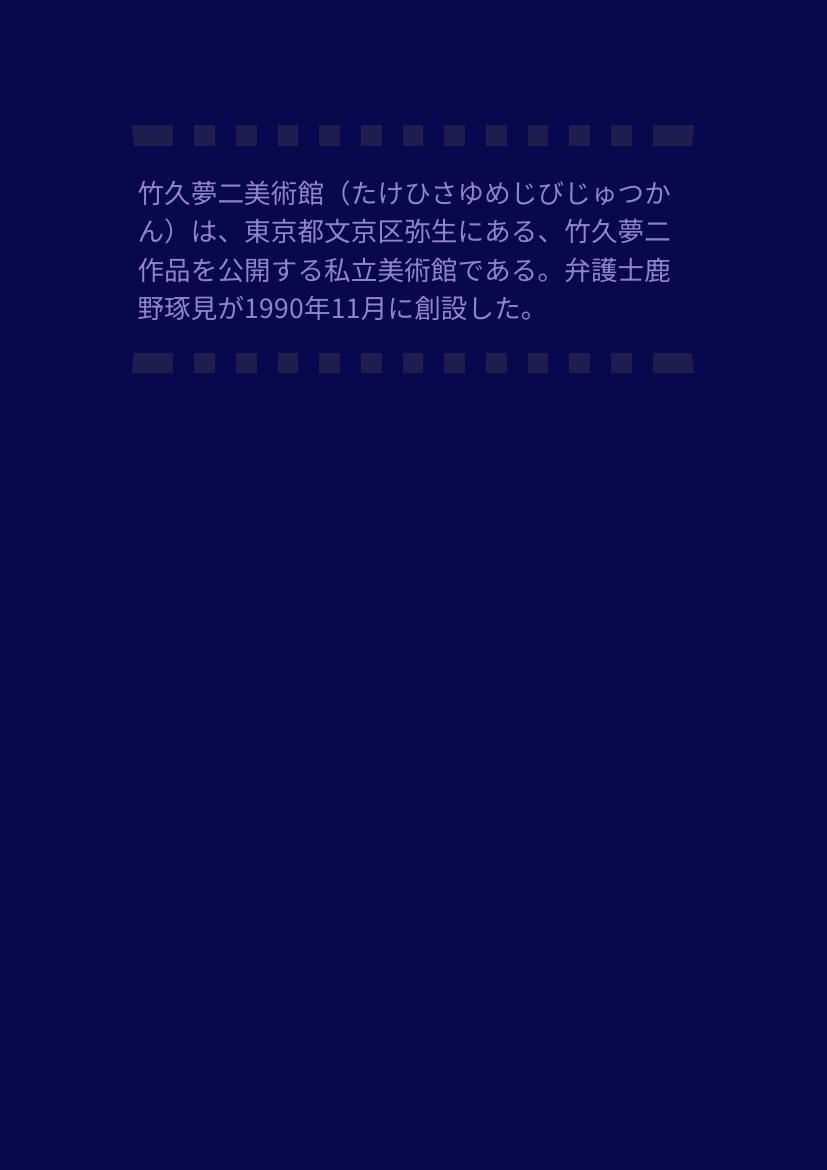 竹久夢二美術館（たけひさゆめじびじゅつか
ん）は、東京都文京区弥生にある、竹久夢二
作品を公開する私立美術館である。弁護士鹿
野琢見が1990年11月に創設した。